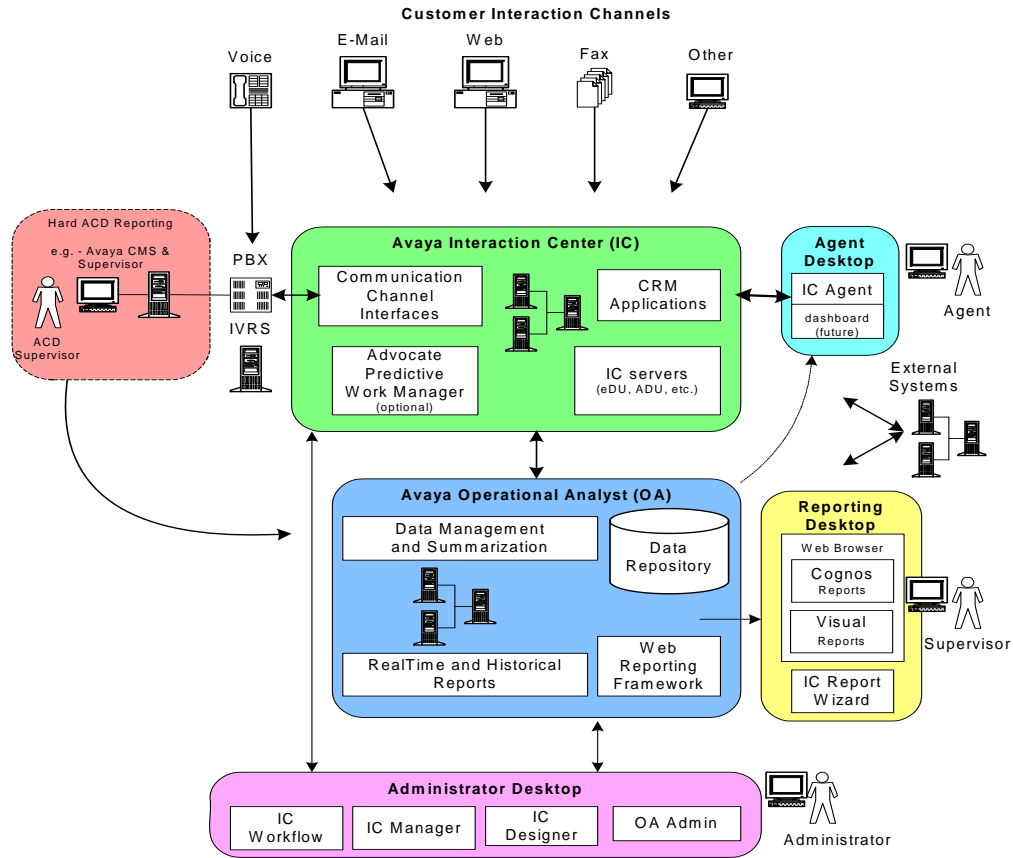 Customer Interaction Channels
Voice
E-Mail
Web
Fax
Other
Hard ACD Reporting
e.g. - Avaya CMS &
Supervisor
ACD
Supervisor
PBX
IVRS
Avaya Interaction Center (IC)
Communication
Channel
Interfaces
CRM
Applications
Advocate
Predictive
Work Manager
(optional)
IC servers
(eDU, ADU, etc.)
Agent
Desktop
IC Agent
dashboard
(future)
Agent
External
Systems
Avaya Operational Analyst (OA)
Data Management
and Summarization
Data
Repository
RealTime and Historical
Reports
Web
Reporting
Framework
Reporting
Desktop
Web Browser
Cognos
Reports
Visual
Reports
IC Report
Wizard
Supervisor
Administrator Desktop
IC
Workflow
IC Manager
IC
Designer
OA Admin
Administrator